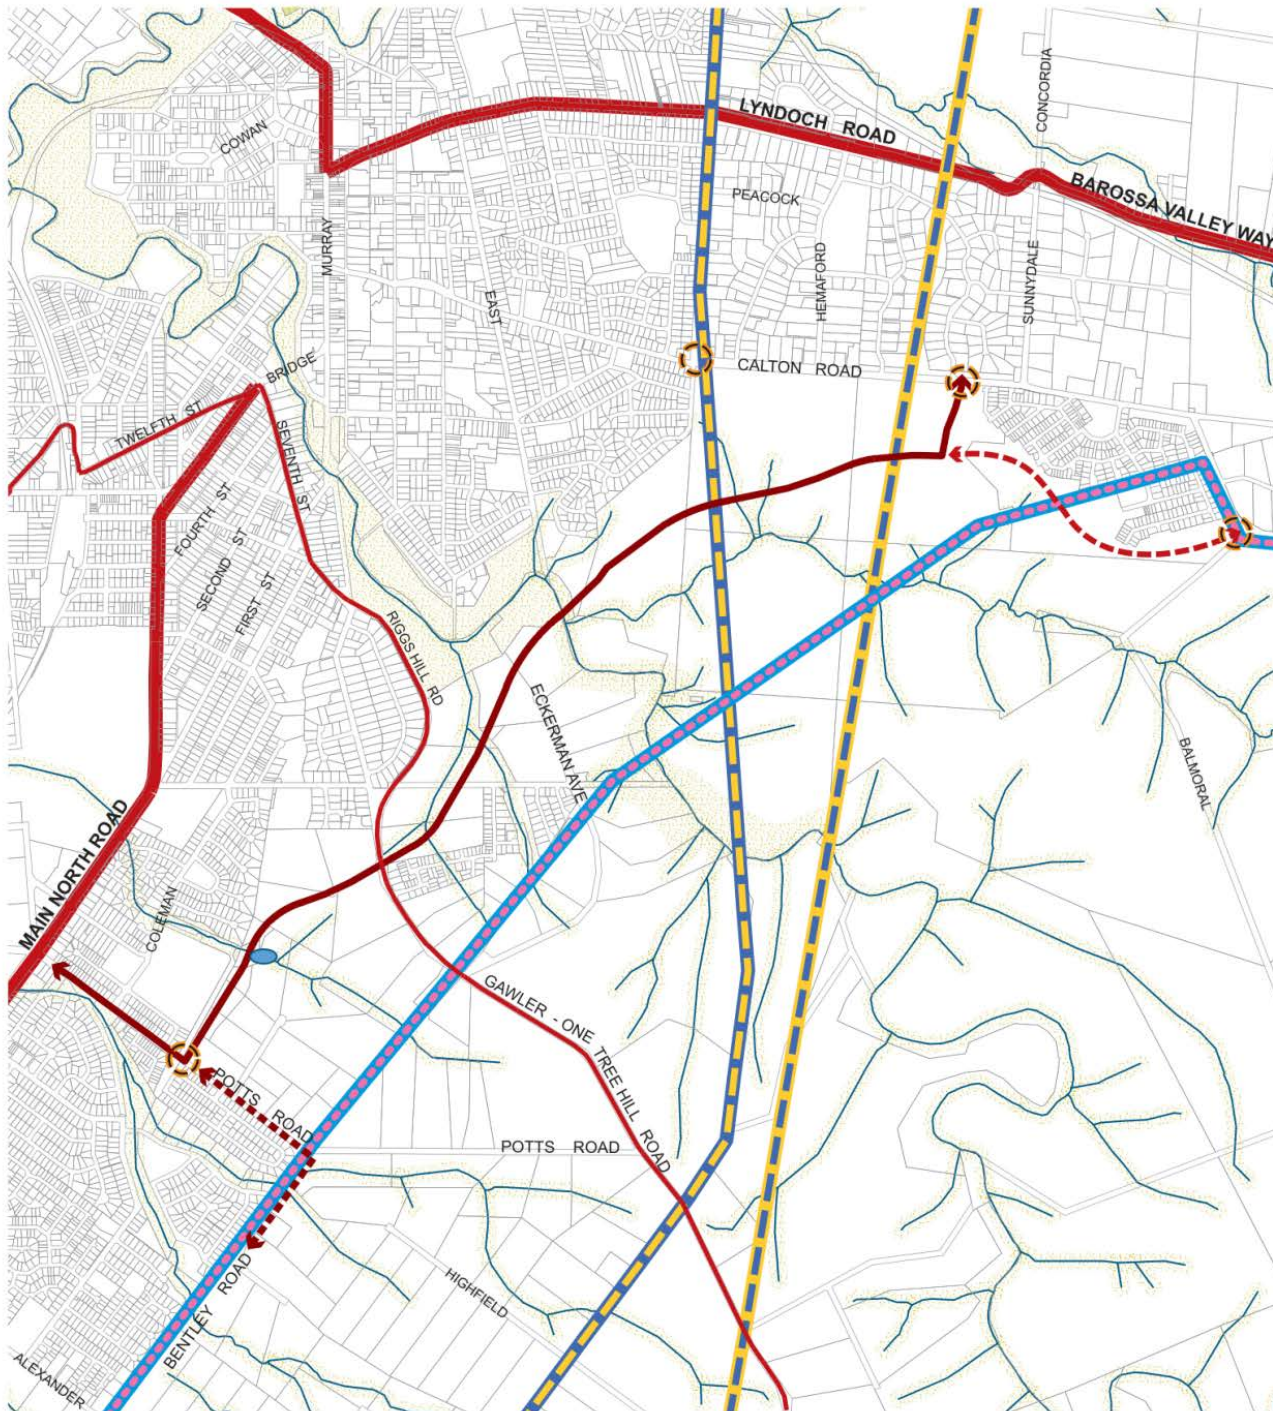 CONCORDIA
LYNDOCH ROAD
COWAN
BAROSSA VALLEY WAY
PEACOCK
MURRAY
HEMAFORD
SUNNYDALE
EAST
BRIDGE
CALTON ROAD
TWELFTH ST
SEVENTH ST
FOURTH ST
SECOND ST
FIRST ST
RIGGS HILL RD
ECKERMAN AVE
BALMORAL
MAIN NORTH ROAD
COLEMAN
GAWLER - ONE TREE HILL ROAD
POTTS ROAD
POTTS ROAD
HIGHFIELD
BENTLEY ROAD
ALEXANDER